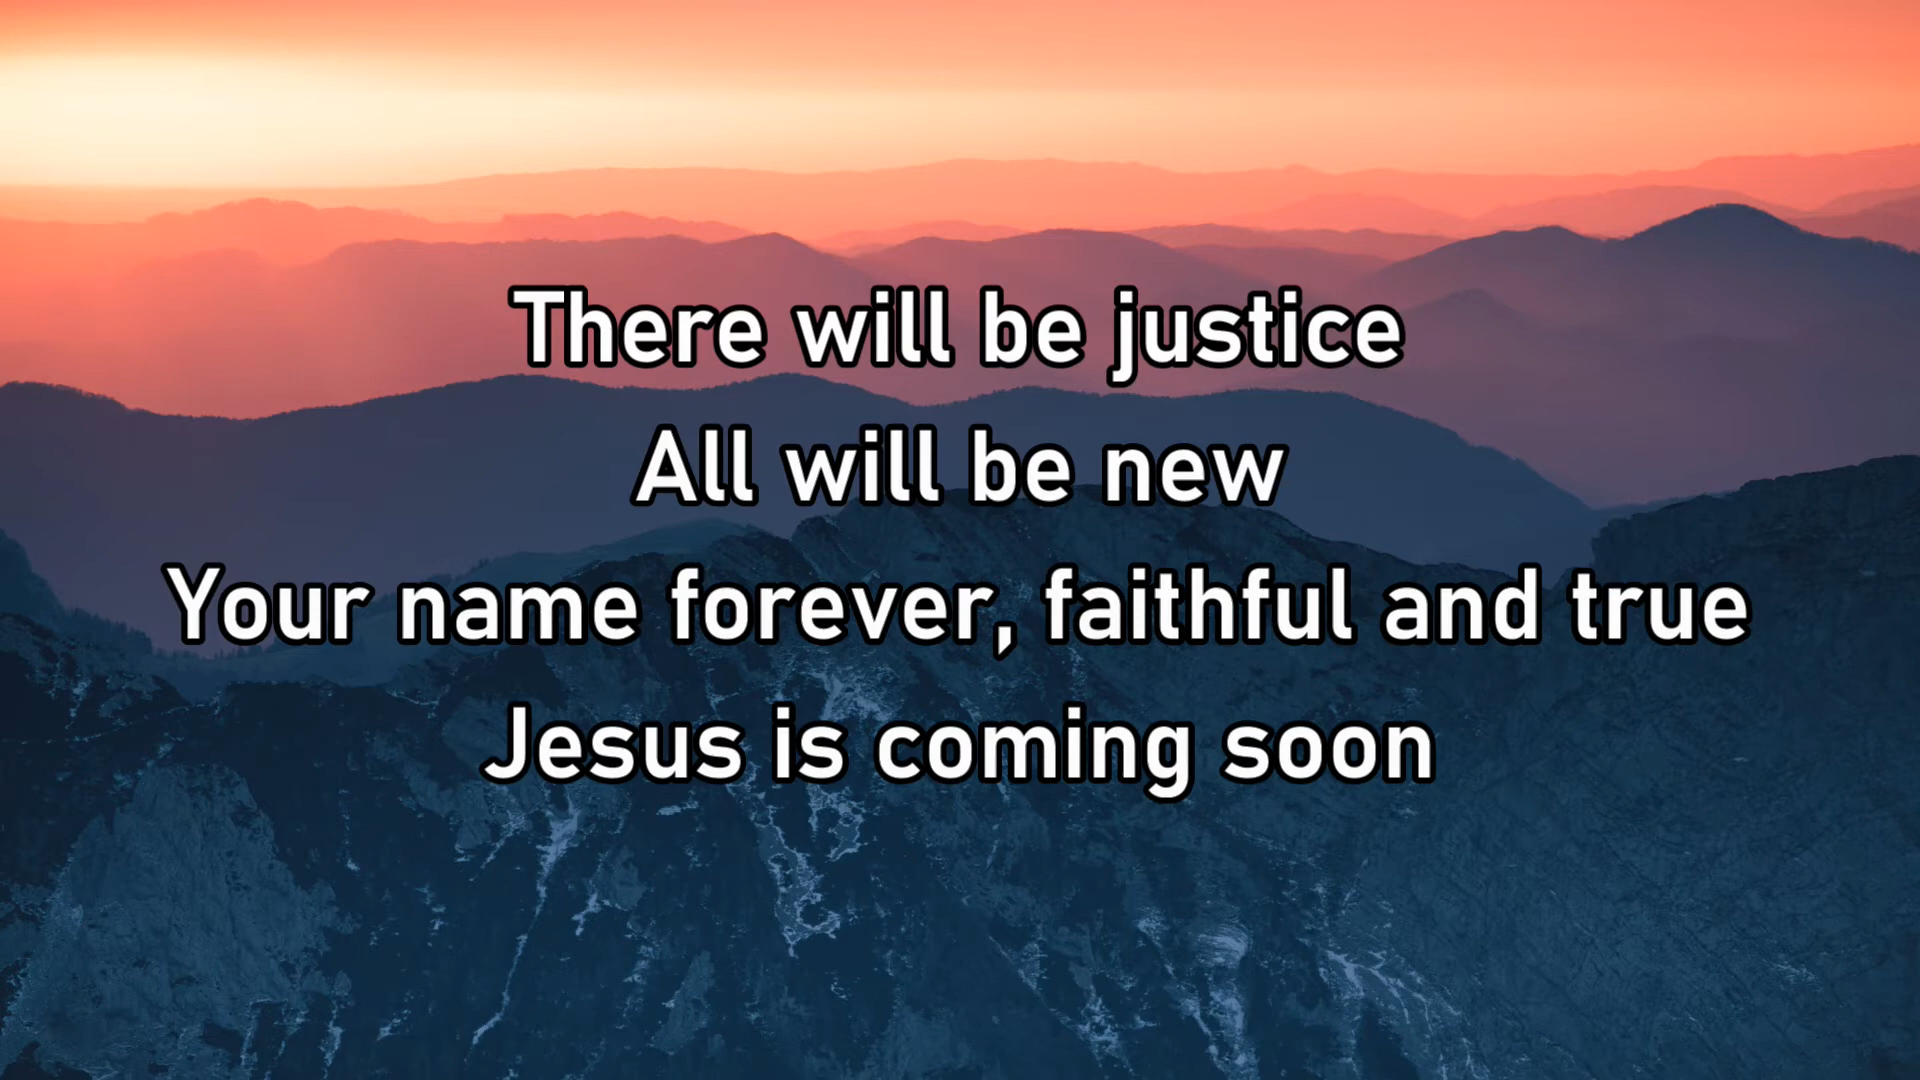 There will be justice
All will be new
Your name forever, faithful and true
Jesus is coming soon